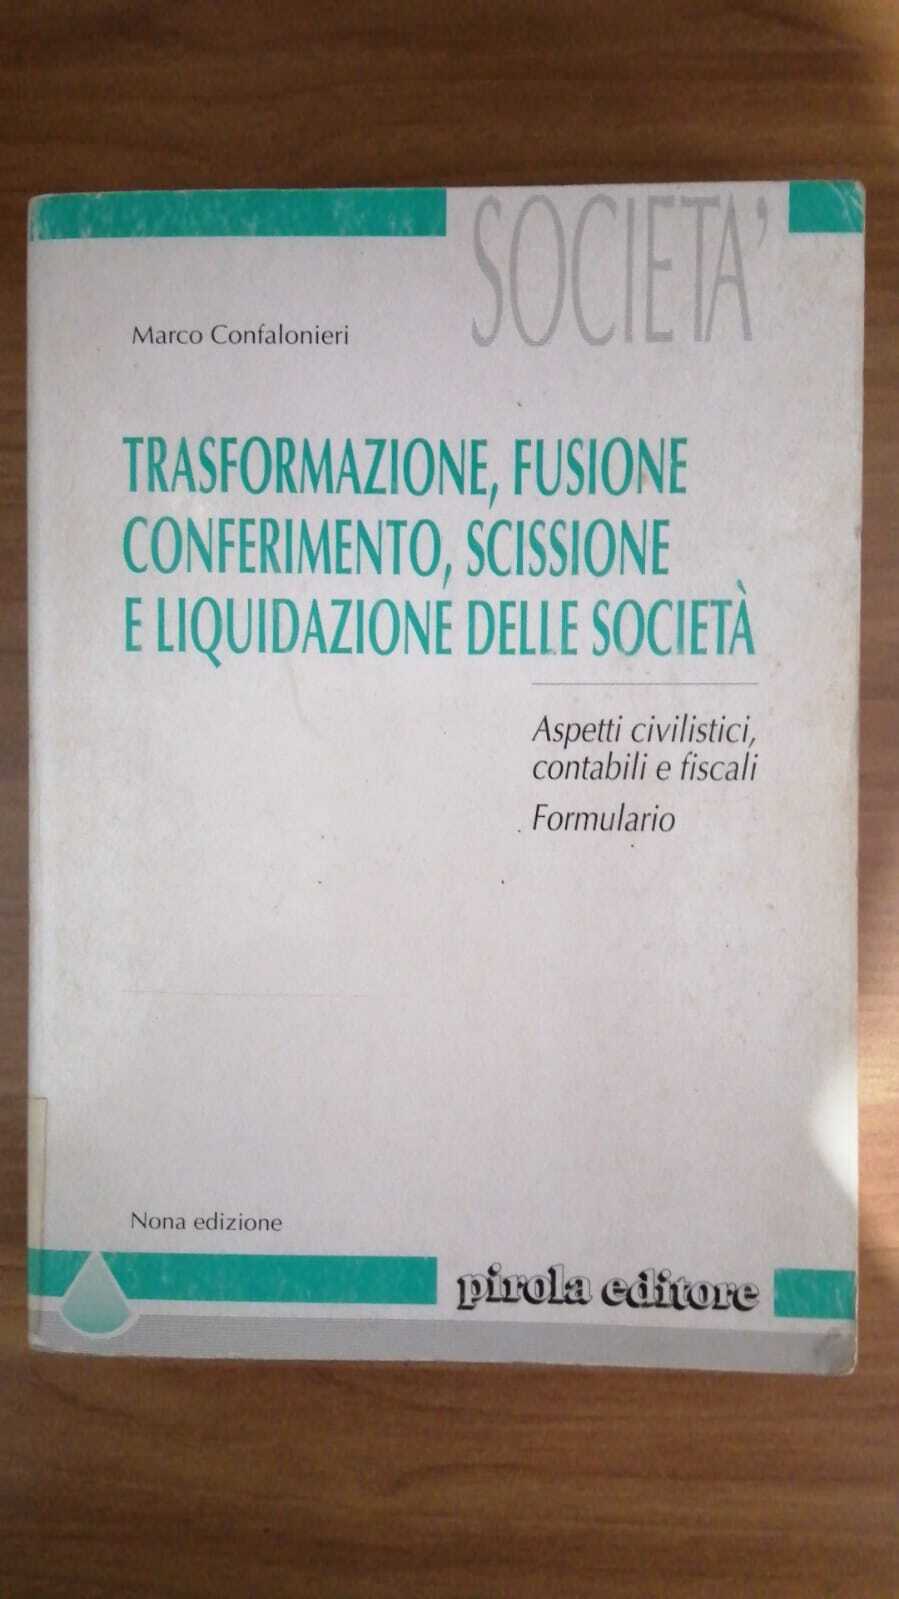 SOCIETA'
Marco Confalonieri
TRASFORMAZIONE, FUSIONE
CONFERIMENTO, SCISSIONE
E LIQUIDAZIONE DELLE SOCIETÀ
Aspetti civilistici,
contabili e fiscali
Formulario
Nona edizione
pirola editore